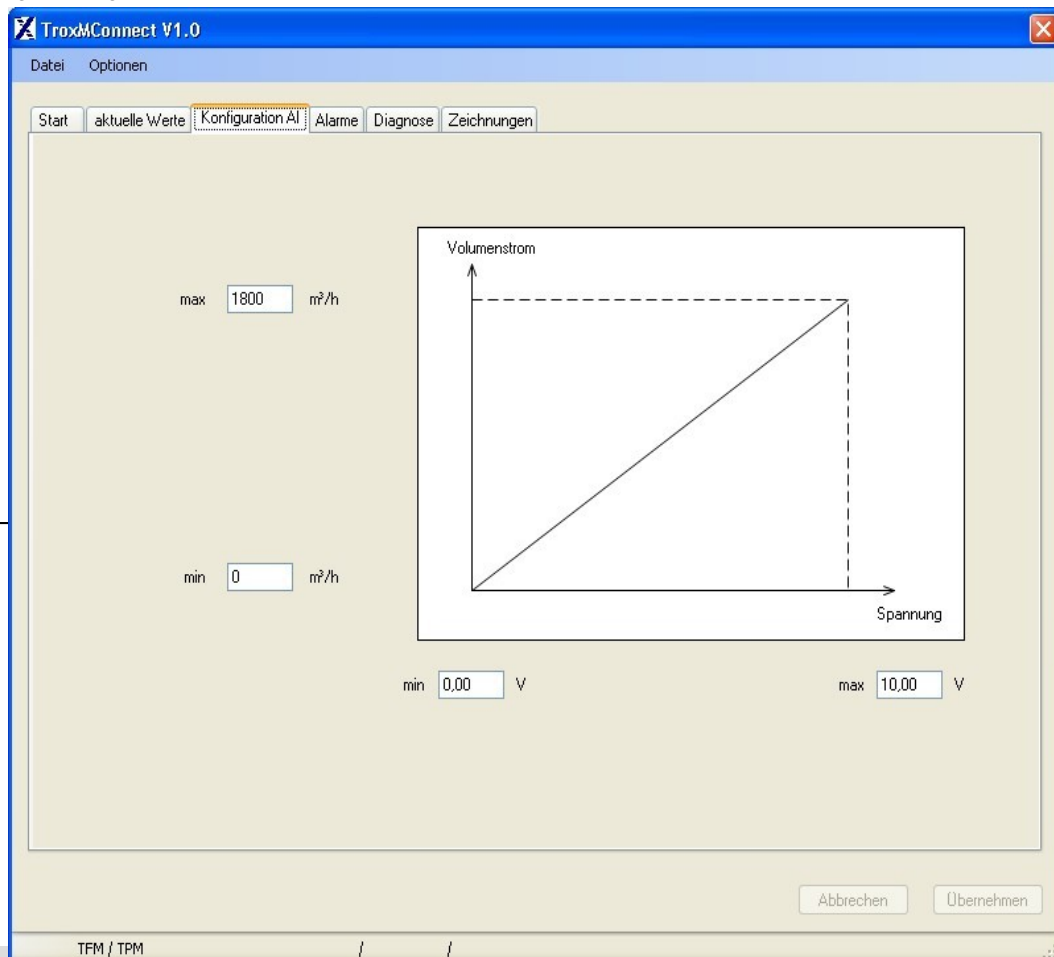 TroxMConnect V1.0
Datei Optionen
Start aktuelle Werte Konfiguration AI Alarme Diagnose Zeichnungen
Volumenstrom
max 1800 m³/h
min 0 m³/h
Spannung
min 0,00 V max 10,00 V
Abbrechen Übernehmen
TFM / TPM / /